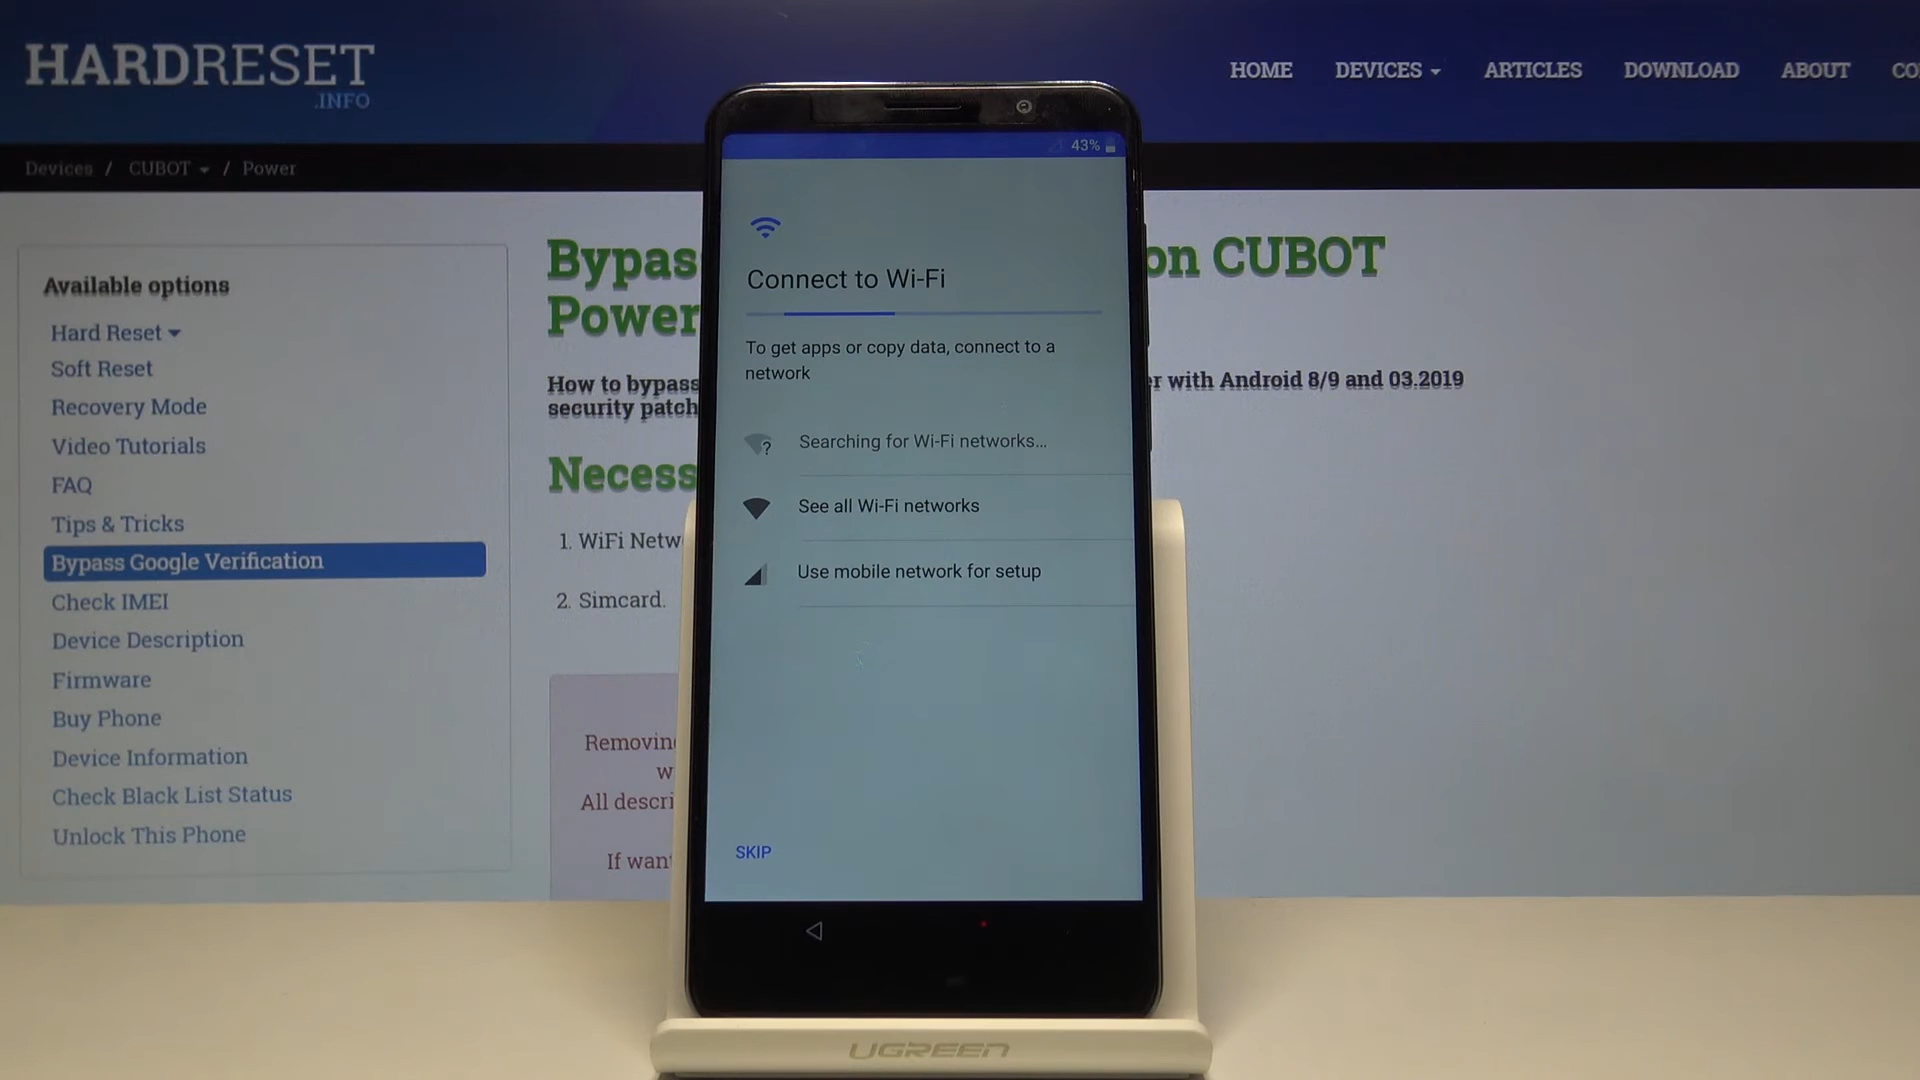 HARDRESET
.INFO
HOME DEVICES ARTICLES DOWNLOAD ABOUT
Devices / CUBOT / Power
Available options
Hard Reset
Soft Reset
Recovery Mode
Video Tutorials
FAQ
Tips & Tricks
Bypass Google Verification
Check IMEI
Device Description
Firmware
Buy Phone
Device Information
Check Black List Status
Unlock This Phone
Bypas on CUBOT
Power
How to bypass r with Android 8/9 and 03.2019
security patch
Necess
1. WiFi Netw
2. Simcard.
Removin
w
All descri
If want
43%
Connect to Wi-Fi
To get apps or copy data, connect to a
network
?
Searching for Wi-Fi networks...
See all Wi-Fi networks
Use mobile network for setup
SKIP
UGREEN